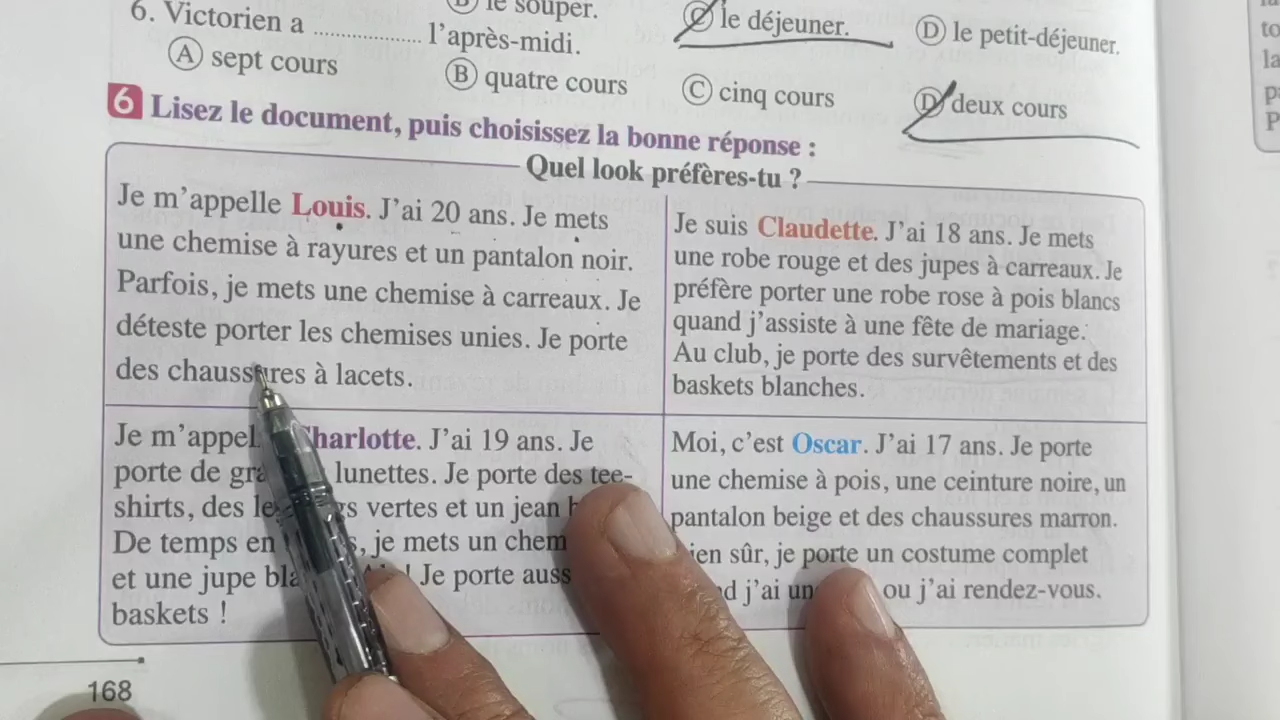 D le souper.
C le déjeuner.
D le petit-déjeuner.
6. Victorien a .......................... l'après-midi.
A sept cours
B quatre cours
C cinq cours
D deux cours
6 Lisez le document, puis choisissez la bonne réponse :
Quel look préfères-tu ?
Je m'appelle Louis. J'ai 20 ans. Je mets
une chemise à rayures et un pantalon noir.
Parfois, je mets une chemise à carreaux. Je
déteste porter les chemises unies. Je porte
des chaussures à lacets.
Je suis Claudette. J'ai 18 ans. Je mets
une robe rouge et des jupes à carreaux. Je
préfère porter une robe rose à pois blancs
quand j'assiste à une fête de mariage.
Au club, je porte des survêtements et des
baskets blanches.
Charlotte. J'ai 19 ans. Je
porte de lunettes. Je porte des tee-
shirts, des vertes et un jean
De temps en je mets un
et une jupe Je porte
baskets !
Moi, c'est Oscar. J'ai 17 ans. Je porte
une chemise à pois, une ceinture noire, un
pantalon beige et des chaussures marron.
sûr, je porte un costume complet
j'ai ou j'ai rendez-vous.
168